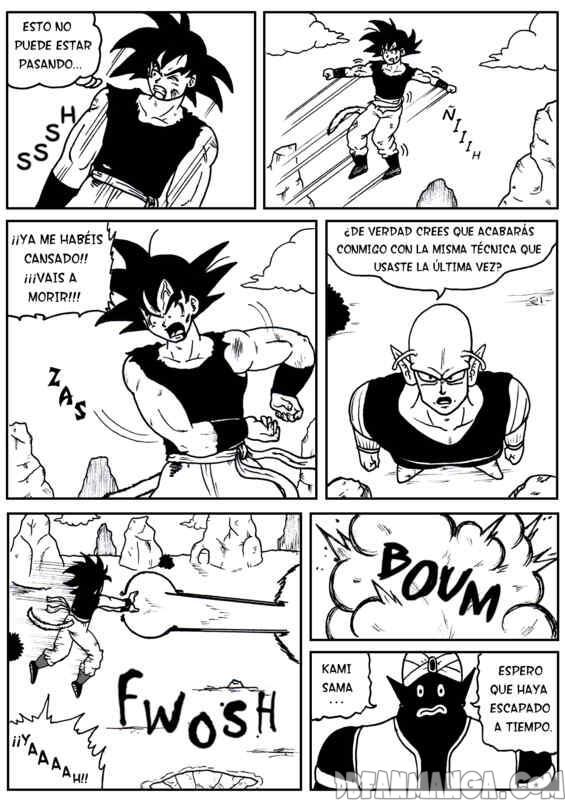 ESTO NO
PUEDE ESTAR
PASANDO...
SSSSH
ÑIIIH
¡¡YA ME HABÉIS
CANSADO!!
¡¡¡VAIS A
MORIR!!!
ZAS
¿DE VERDAD CREES QUE ACABARÁS
CONMIGO CON LA MISMA TÉCNICA QUE
USASTE LA ÚLTIMA VEZ?
FWOSH
¡¡YAAAAH!!
BOUM
KAMI
SAMA...
ESPERO
QUE HAYA
ESCAPADO
A TIEMPO.
DBFANMANGA.COM